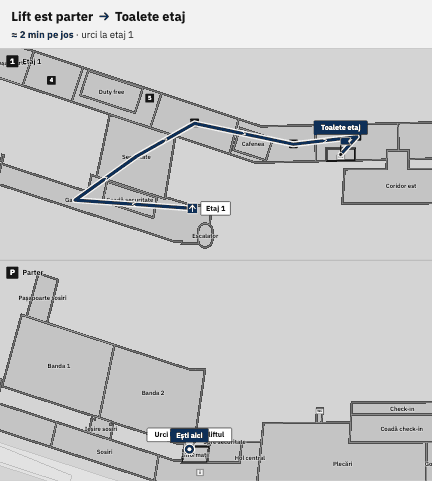 Lift est parter → Toalete etaj
≈ 2 min pe jos · urci la etaj 1
1 Etaj 1
4
Duty free
5
Toalete etaj
Cafenea
Coridor est
Etaj 1
Escalator
P Parter
Pașapoarte sosiri
Banda 1
Banda 2
Sosiri
Urci
Ești aici
liftul
Hol central
Plecări
Check-in
Coadă check-in